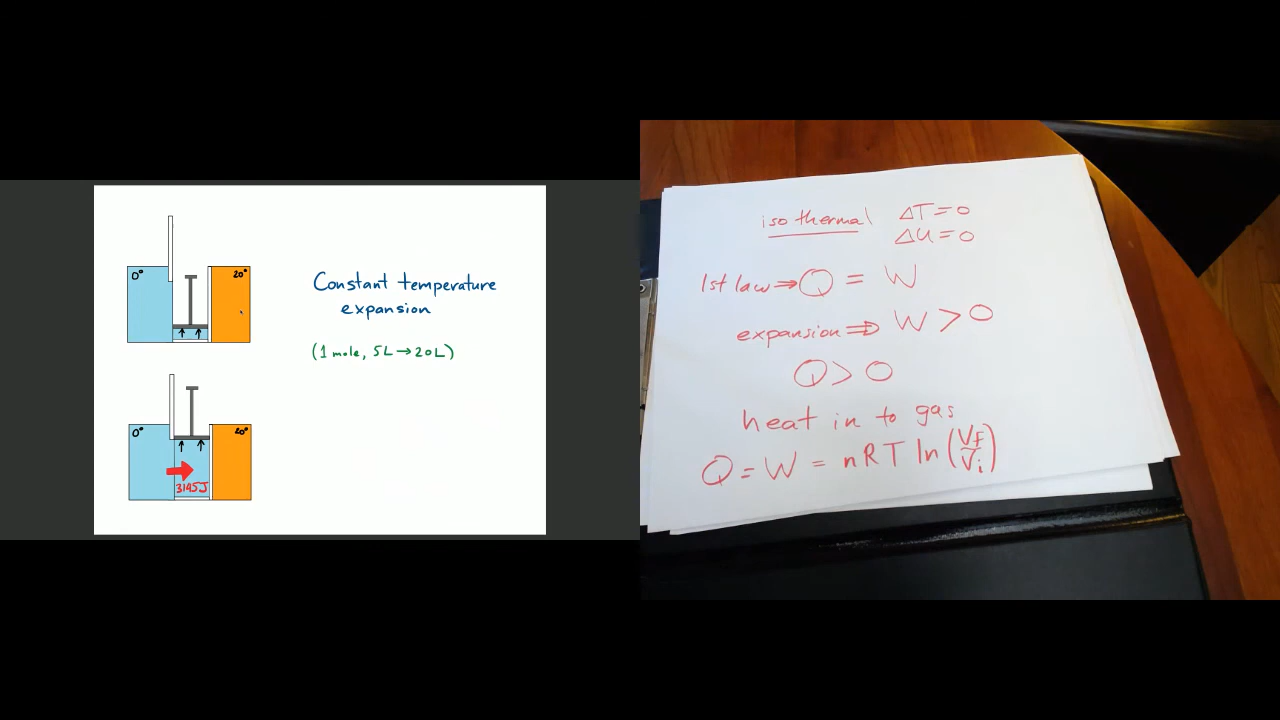 0°
20°
Constant temperature
expansion
(1 mole, 5L→20L)
0°
20°
3145J
isothermal ΔT=0
ΔU=0
1st law⇒Q = W
expansion⇒ W>0
Q>0
heat in to gas
Q = W = nRT ln(Vf/Vi)